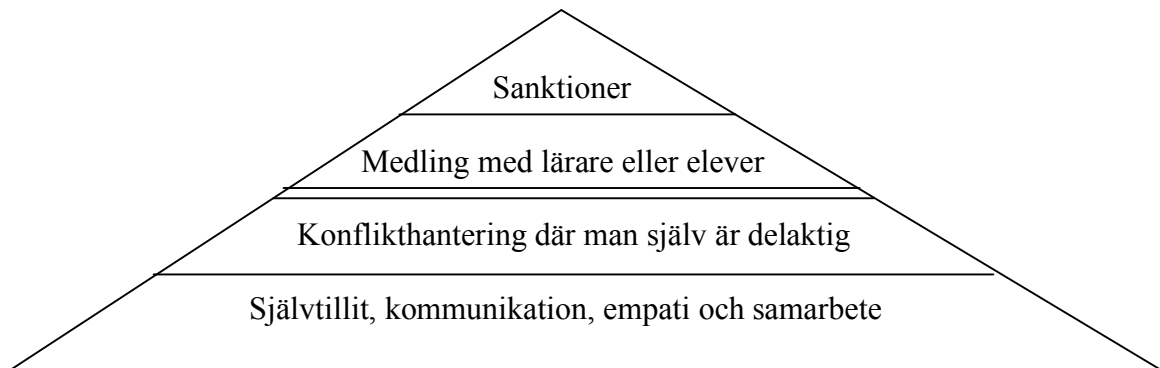 Sanktioner
Medling med lärare eller elever
Konflikthantering där man själv är delaktig
Självtillit, kommunikation, empati och samarbete